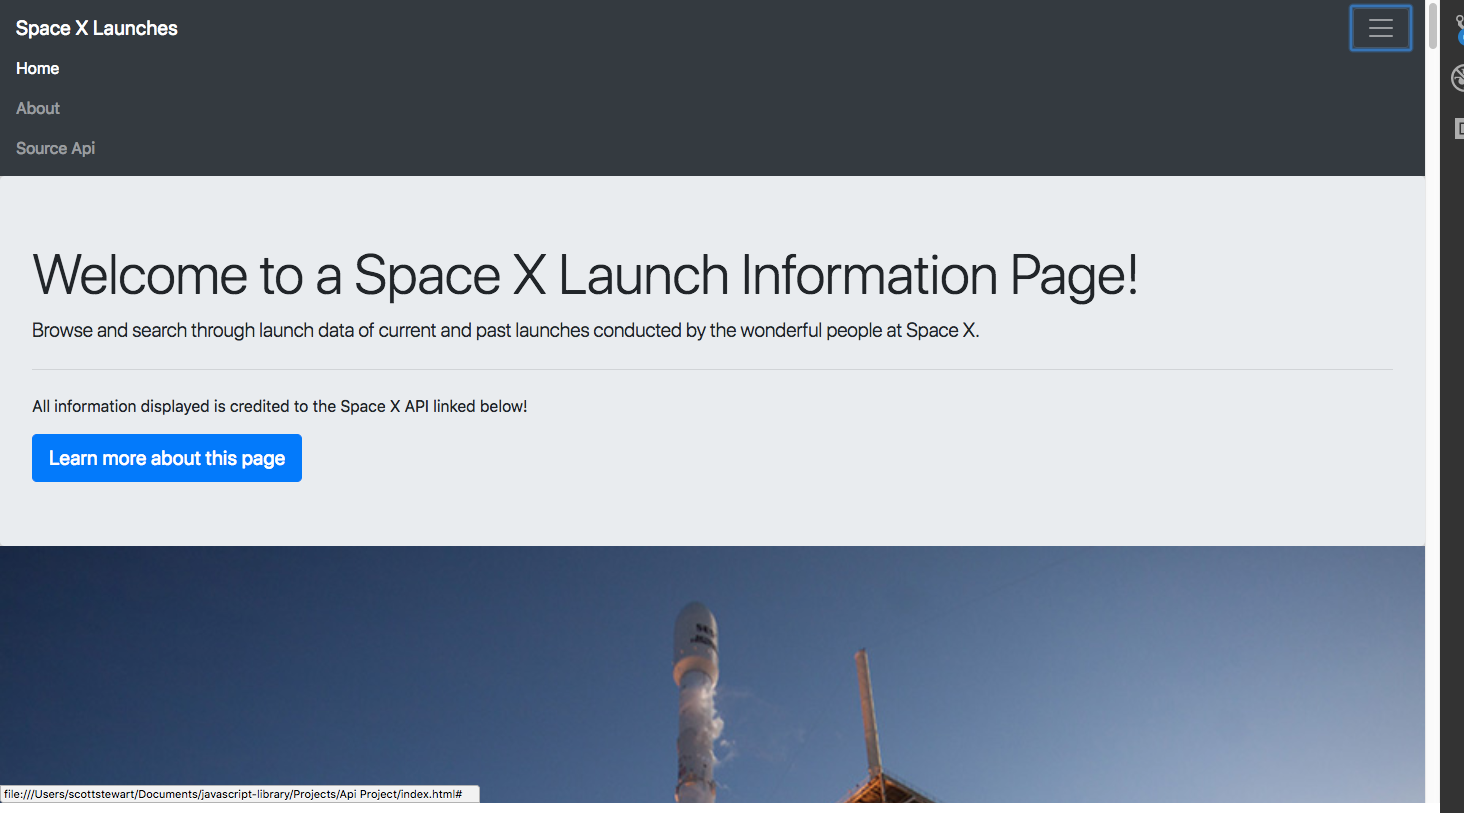 Space X Launches
Home
About
Source Api
Welcome to a Space X Launch Information Page!
Browse and search through launch data of current and past launches conducted by the wonderful people at Space X.
All information displayed is credited to the Space X API linked below!
Learn more about this page
file:///Users/scottstewart/Documents/javascript-library/Projects/Api Project/index.html#